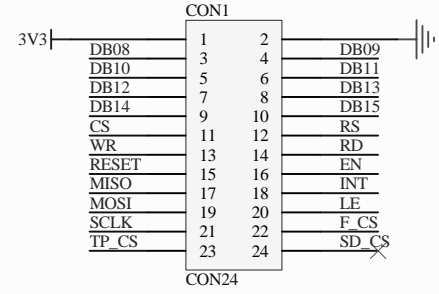 CON1
3V3 1 2
DB08 3 4 DB09
DB10 5 6 DB11
DB12 7 8 DB13
DB14 9 10 DB15
CS 11 12 RS
WR 13 14 RD
RESET 15 16 EN
MISO 17 18 INT
MOSI 19 20 LE
SCLK 21 22 F_CS
TP_CS 23 24 SD_CS
CON24